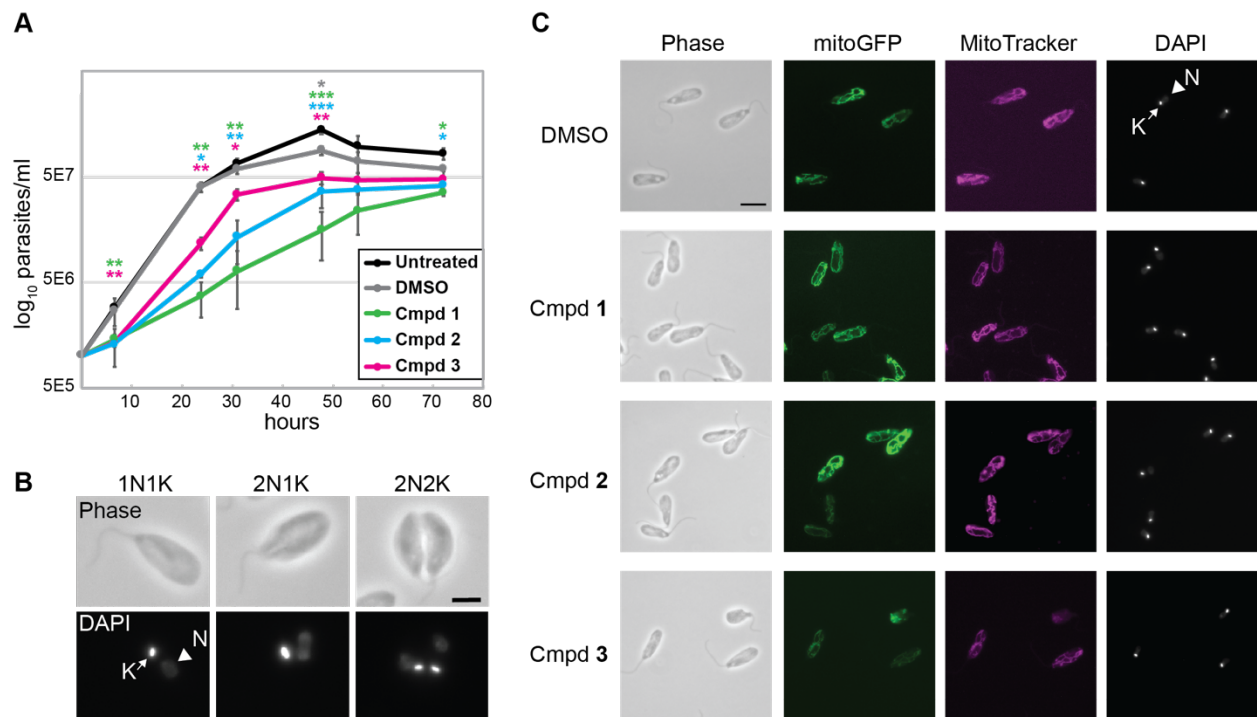 A
log₁₀ parasites/ml
5E7
5E6
5E5
**
**
**
*
**
**
**
*
*
***
***
**
*
*
Untreated
DMSO
Cmpd 1
Cmpd 2
Cmpd 3
10 20 30 40 50 60 70 80
hours
B
1N1K 2N1K 2N2K
Phase
DAPI
N
K
C
Phase mitoGFP MitoTracker DAPI
DMSO
N
K
Cmpd 1
Cmpd 2
Cmpd 3